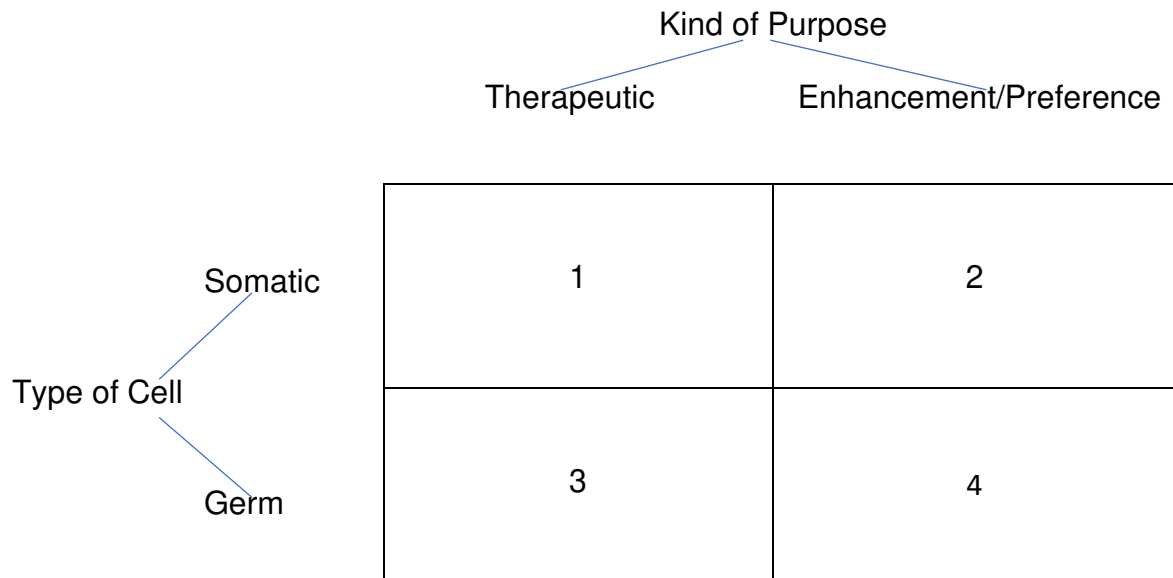 Kind of Purpose
Therapeutic Enhancement/Preference
Somatic 1 2
Type of Cell
Germ 3 4